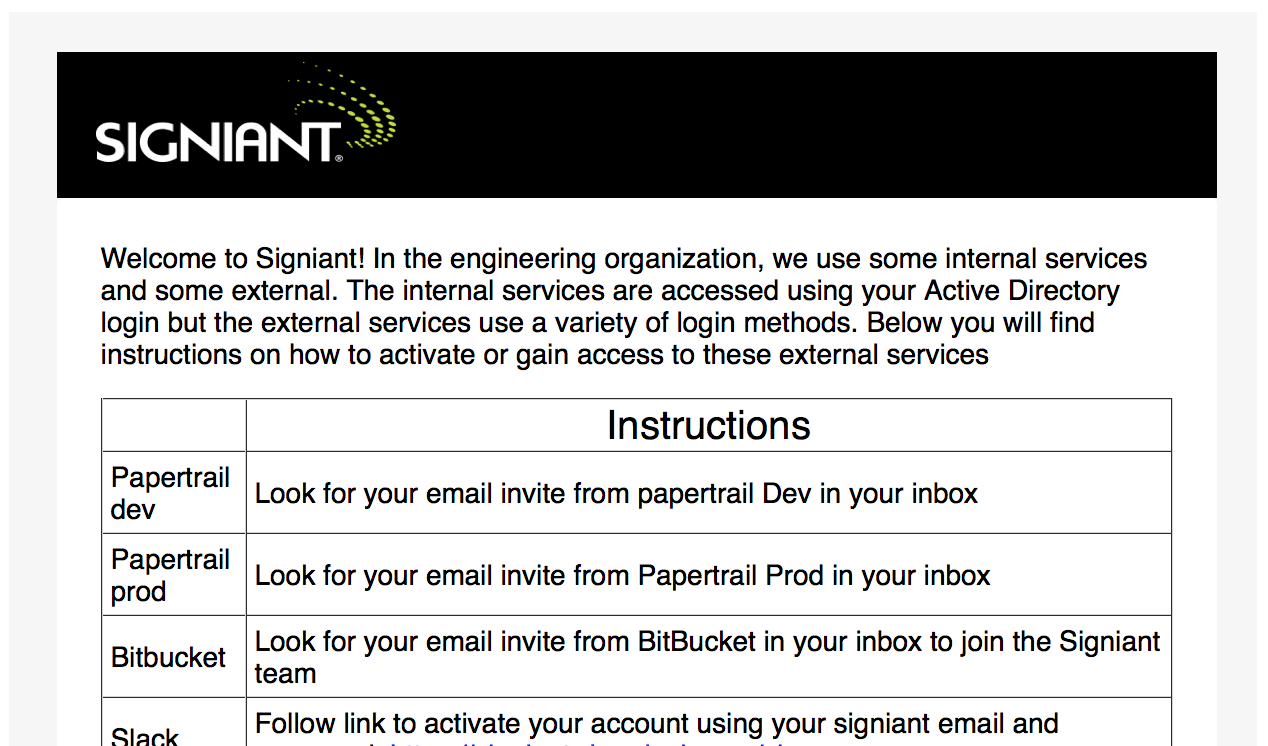 SIGNIANT®
Welcome to Signiant! In the engineering organization, we use some internal services
and some external. The internal services are accessed using your Active Directory
login but the external services use a variety of login methods. Below you will find
instructions on how to activate or gain access to these external services
Instructions
Papertrail
dev
Look for your email invite from papertrail Dev in your inbox
Papertrail
prod
Look for your email invite from Papertrail Prod in your inbox
Bitbucket
Look for your email invite from BitBucket in your inbox to join the Signiant
team
Slack
Follow link to activate your account using your signiant email and